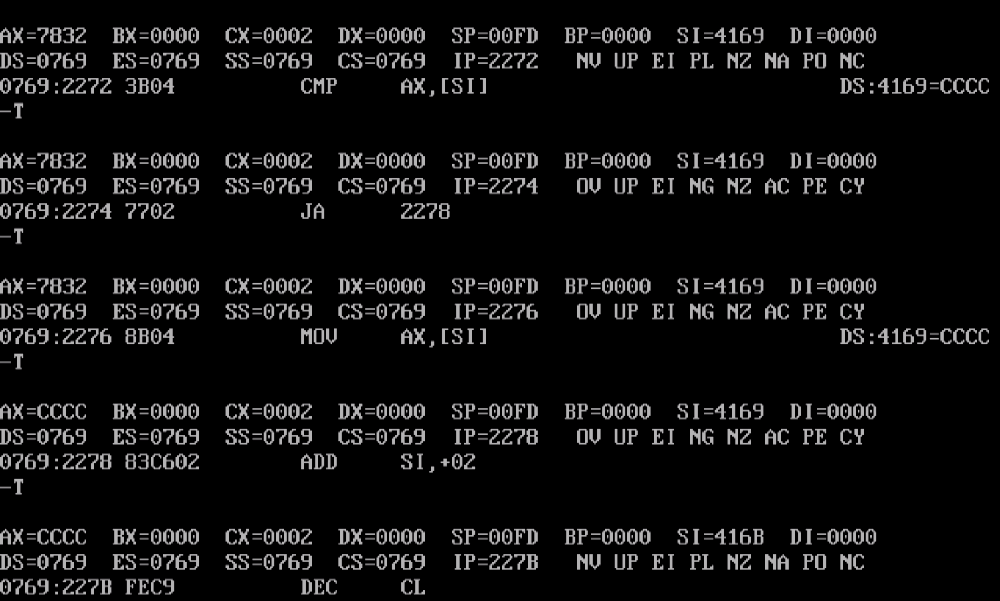 AX=7832  BX=0000  CX=0002  DX=0000  SP=00FD  BP=0000  SI=4169  DI=0000
DS=0769  ES=0769  SS=0769  CS=0769  IP=2272   NV UP EI PL NZ NA PO NC
0769:2272 3B04          CMP     AX,[SI]                            DS:4169=CCCC
-T
AX=7832  BX=0000  CX=0002  DX=0000  SP=00FD  BP=0000  SI=4169  DI=0000
DS=0769  ES=0769  SS=0769  CS=0769  IP=2274   OV UP EI NG NZ AC PE CY
0769:2274 7702          JA      2278
-T
AX=7832  BX=0000  CX=0002  DX=0000  SP=00FD  BP=0000  SI=4169  DI=0000
DS=0769  ES=0769  SS=0769  CS=0769  IP=2276   OV UP EI NG NZ AC PE CY
0769:2276 8B04          MOV     AX,[SI]                            DS:4169=CCCC
-T
AX=CCCC  BX=0000  CX=0002  DX=0000  SP=00FD  BP=0000  SI=4169  DI=0000
DS=0769  ES=0769  SS=0769  CS=0769  IP=2278   OV UP EI NG NZ AC PE CY
0769:2278 83C602        ADD     SI,+02
-T
AX=CCCC  BX=0000  CX=0002  DX=0000  SP=00FD  BP=0000  SI=416B  DI=0000
DS=0769  ES=0769  SS=0769  CS=0769  IP=227B   NV UP EI PL NZ NA PO NC
0769:227B FEC9          DEC     CL